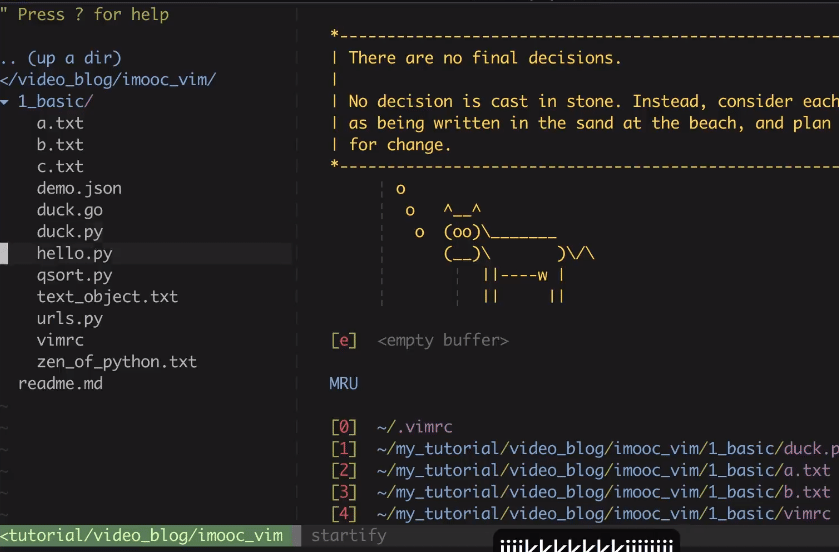 " Press ? for help
.. (up a dir)
</video_blog/imooc_vim/
▾ 1_basic/
a.txt
b.txt
c.txt
demo.json
duck.go
duck.py
hello.py
qsort.py
text_object.txt
urls.py
vimrc
zen_of_python.txt
readme.md
~
~
~
~
~
~
<tutorial/video_blog/imooc_vim
*------------------------------------------------------
| There are no final decisions.
|
| No decision is cast in stone. Instead, consider each
| as being written in the sand at the beach, and plan
| for change.
*------------------------------------------------------
o
o ^__^
o (oo)\_______
(__)\ )\/\
||----w |
|| ||
[e] <empty buffer>
MRU
[0] ~/.vimrc
[1] ~/my_tutorial/video_blog/imooc_vim/1_basic/duck.p
[2] ~/my_tutorial/video_blog/imooc_vim/1_basic/a.txt
[3] ~/my_tutorial/video_blog/imooc_vim/1_basic/b.txt
[4] ~/my_tutorial/video_blog/imooc_vim/1_basic/vimrc
startify